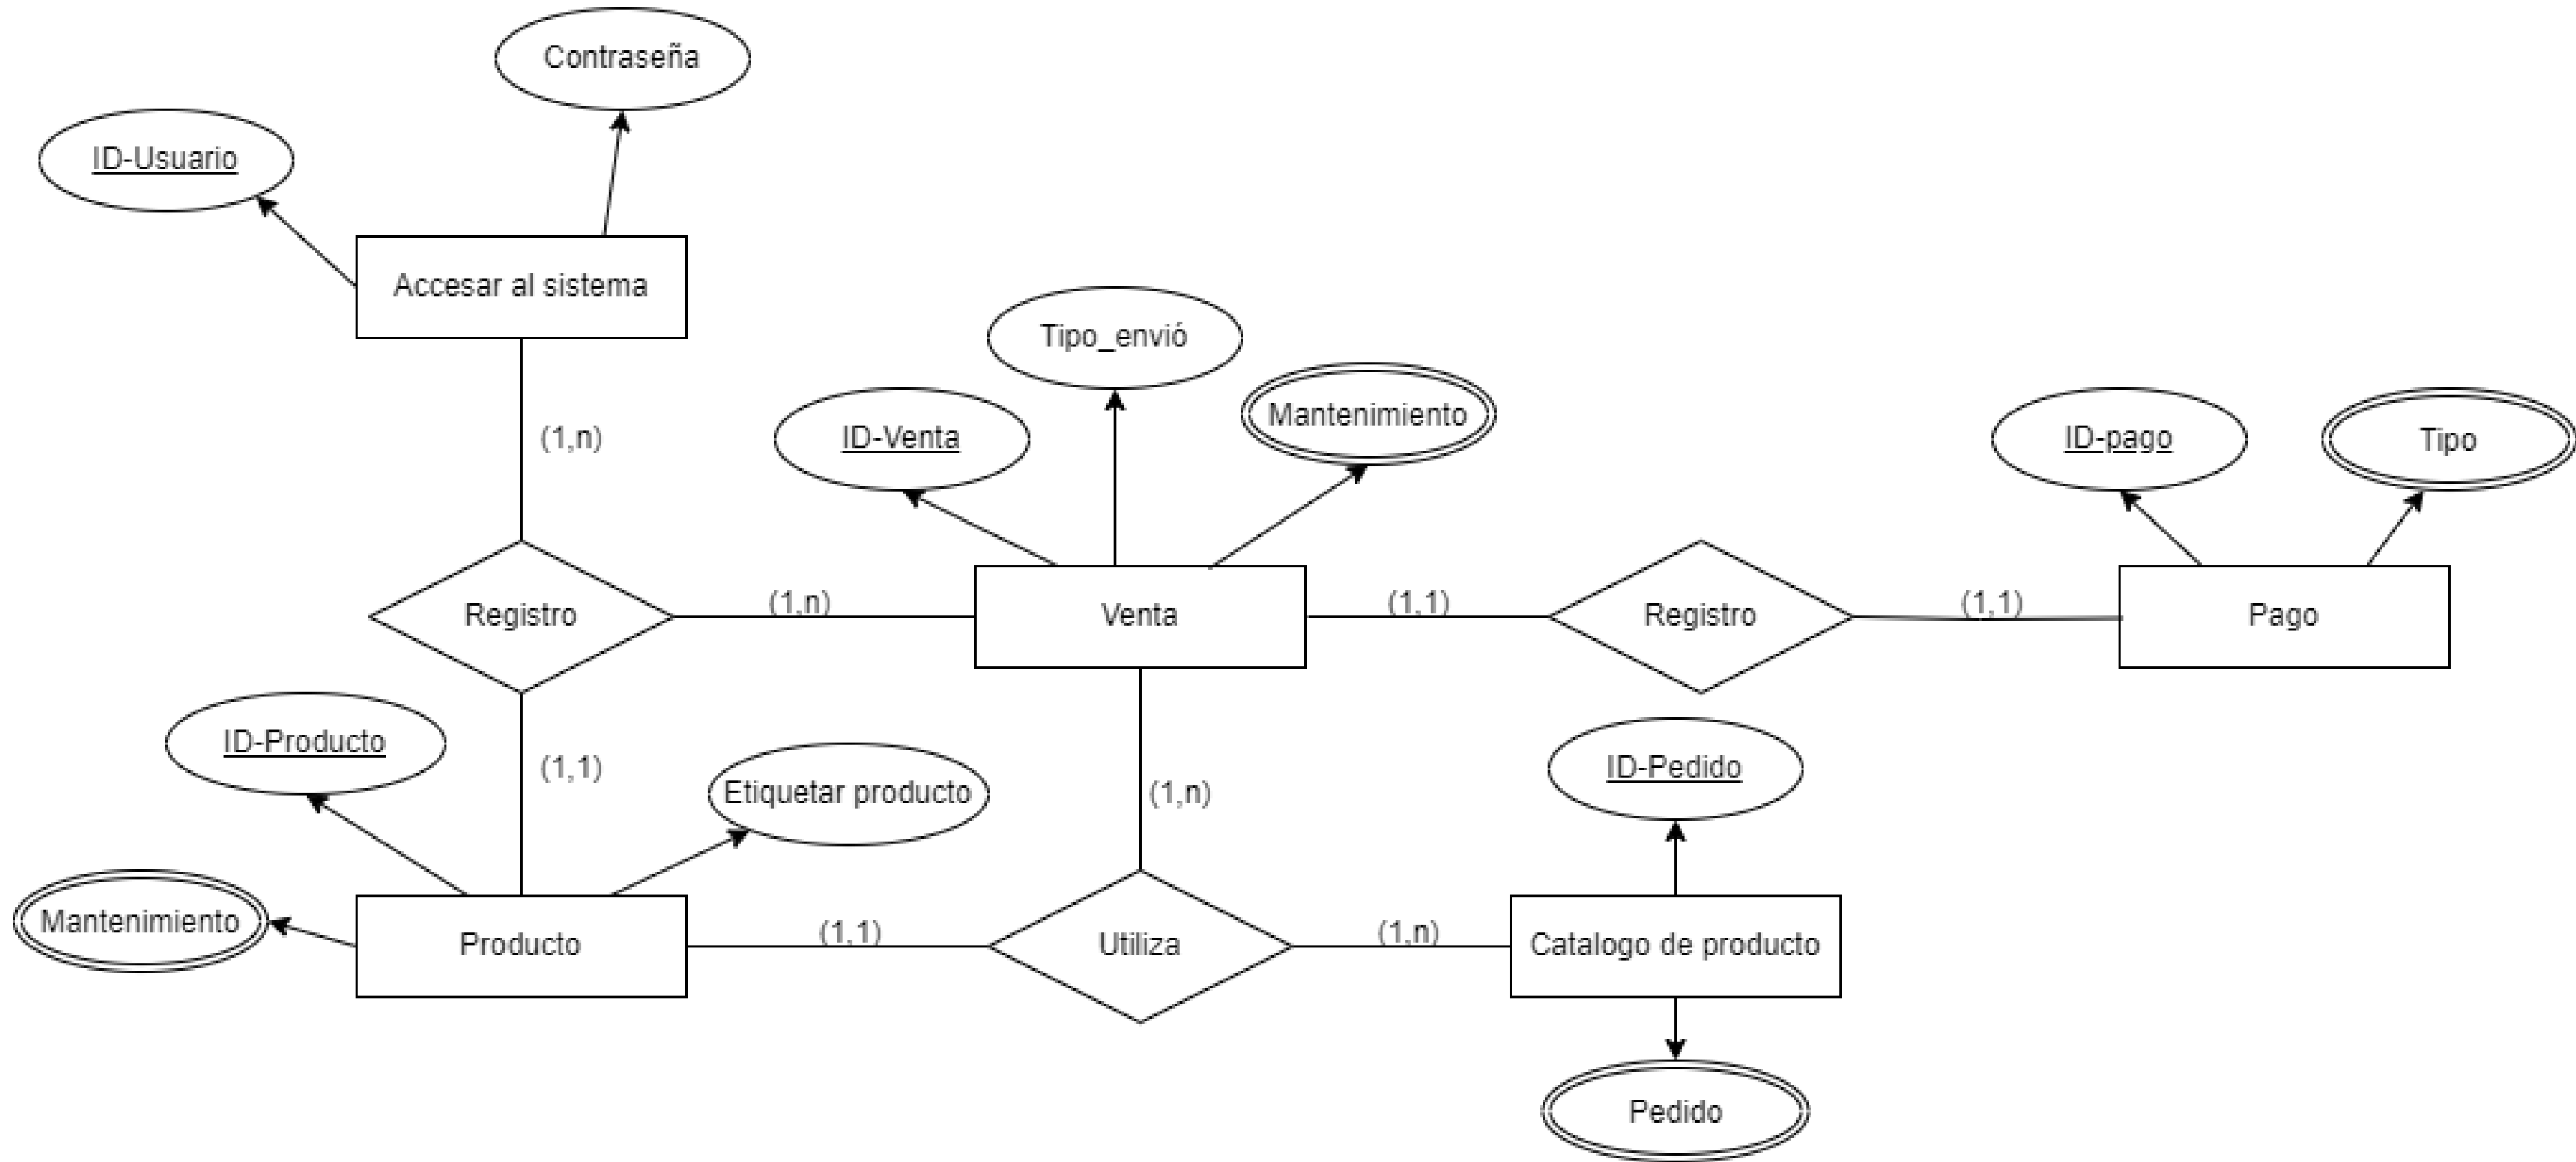 Contraseña
ID-Usuario
Accesar al sistema
Tipo_envió
Mantenimiento
ID-Venta
ID-pago
Tipo
(1,n)
Registro
(1,n)
Venta
(1,1)
Registro
(1,1)
Pago
ID-Producto
(1,1)
Etiquetar producto
(1,n)
ID-Pedido
Mantenimiento
Producto
(1,1)
Utiliza
(1,n)
Catalogo de producto
Pedido